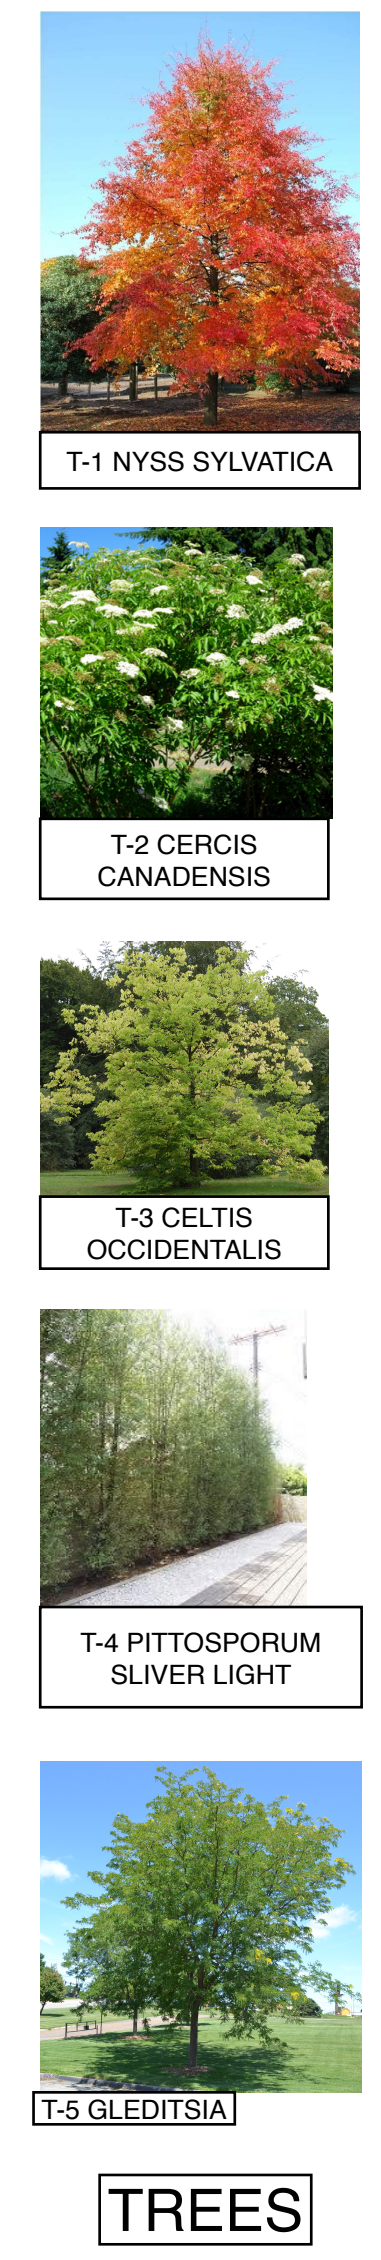 T-1 NYSS SYLVATICA
T-2 CERCIS
CANADENSIS
T-3 CELTIS
OCCIDENTALIS
T-4 PITTOSPORUM
SLIVER LIGHT
T-5 GLEDITSIA
TREES